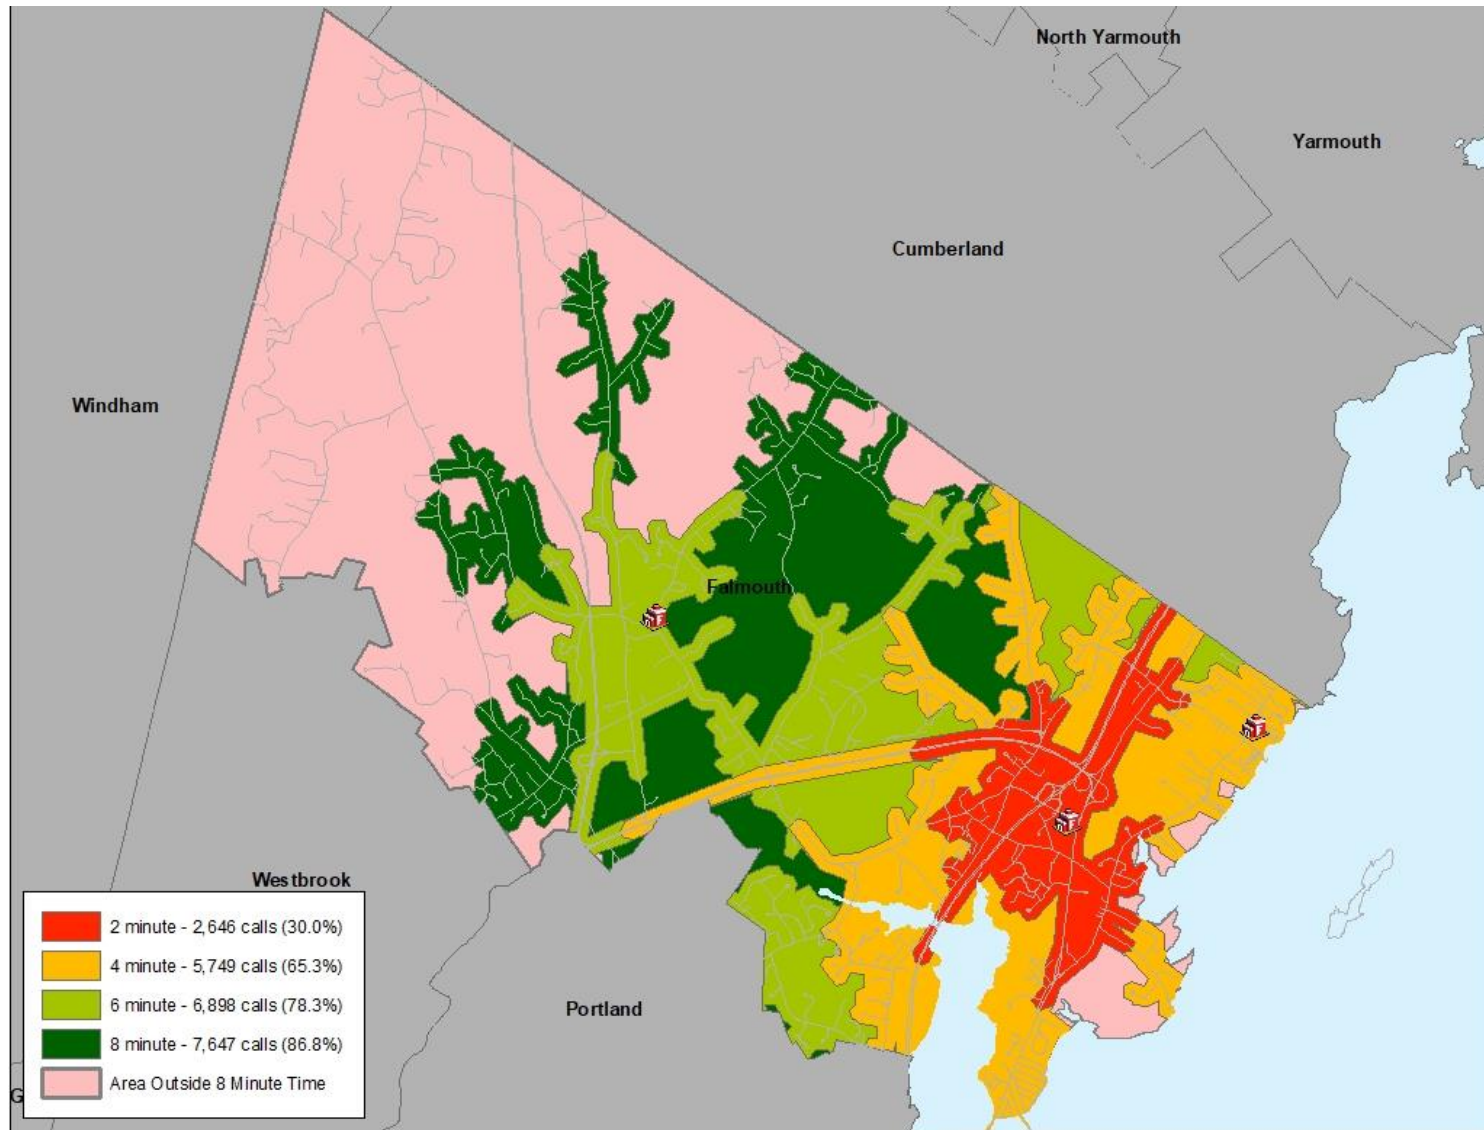 North Yarmouth
Yarmouth
Cumberland
Windham
Falmouth
Westbrook
2 minute - 2,646 calls (30.0%)
4 minute - 5,749 calls (65.3%)
6 minute - 6,898 calls (78.3%)
8 minute - 7,647 calls (86.8%)
Area Outside 8 Minute Time
Portland
G